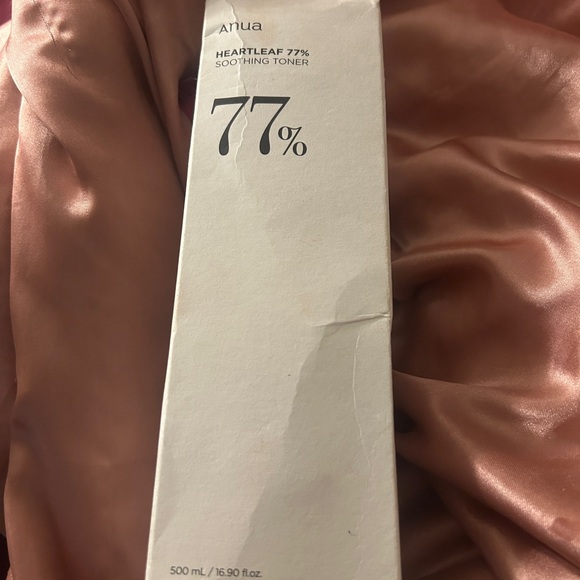 Anua
HEARTLEAF 77%
SOOTHING TONER
77%
500 mL / 16.90 fl.oz.